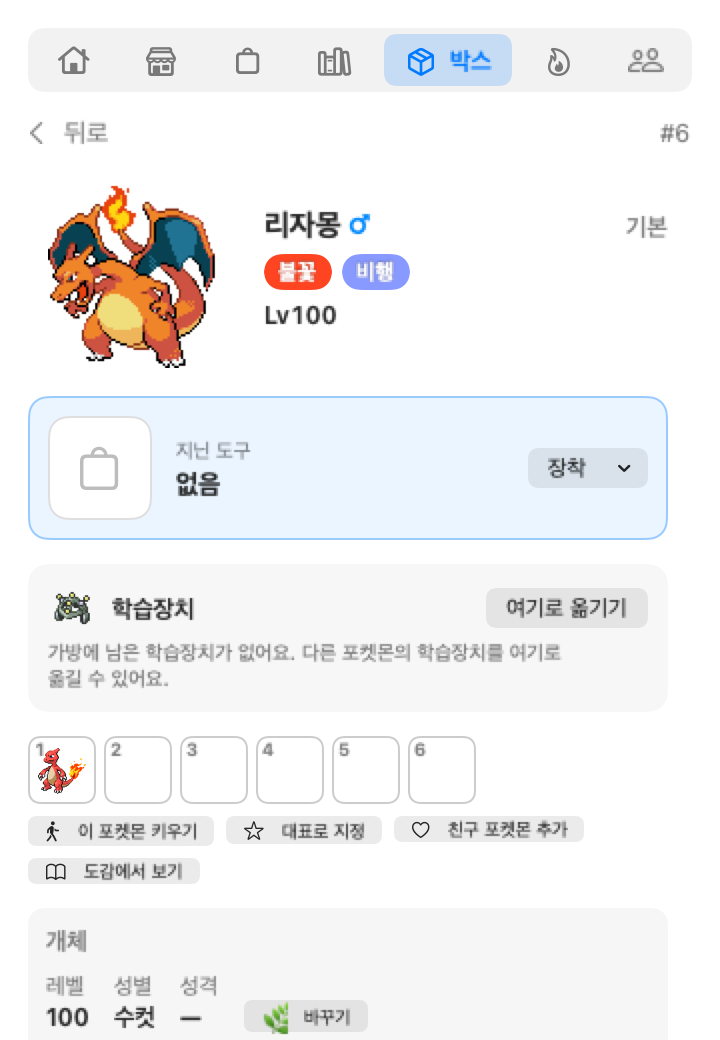 박스
뒤로
#6
리자몽 ♂
기본
불꽃 비행
Lv100
지닌 도구
없음
장착
학습장치
여기로 옮기기
가방에 남은 학습장치가 없어요. 다른 포켓몬의 학습장치를 여기로
옮길 수 있어요.
1 2 3 4 5 6
이 포켓몬 키우기 대표로 지정 친구 포켓몬 추가
도감에서 보기
개체
레벨 성별 성격
100 수컷 — 바꾸기